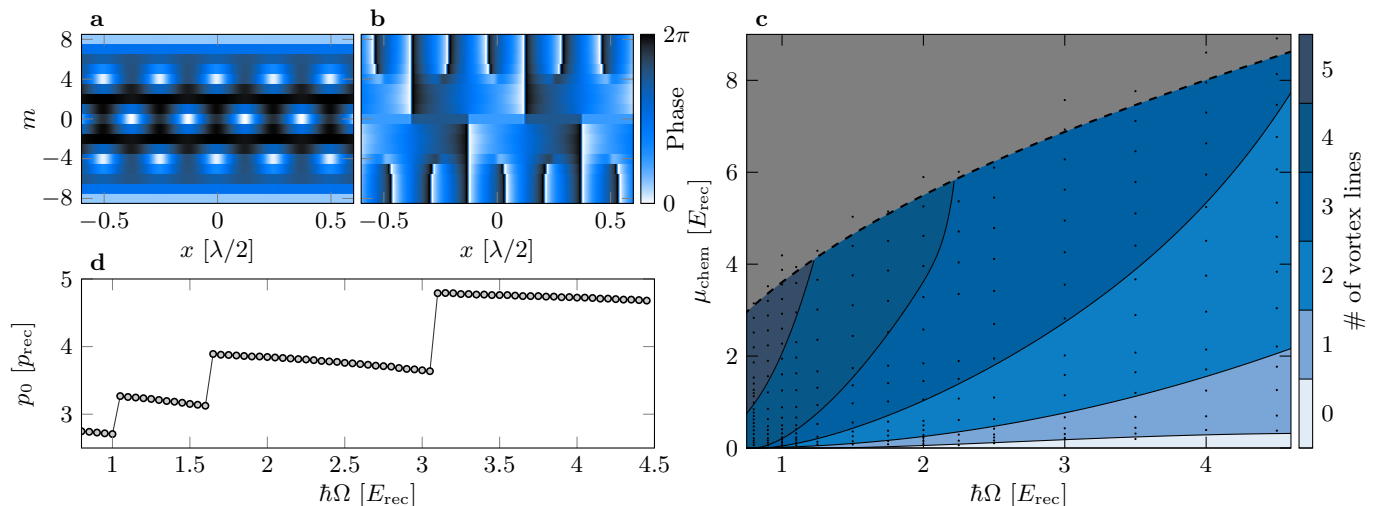 a
8
4
0
−4
−8
m
−0.5
0
0.5
x [λ/2]
b
−0.5
0
0.5
x [λ/2]
2π
Phase
0
c
8
6
4
2
0
μchem [Erec]
1
2
3
4
ℏΩ [Erec]
5
4
3
2
1
0
# of vortex lines
d
5
4
3
p0 [prec]
1
1.5
2
2.5
3
3.5
4
4.5
ℏΩ [Erec]